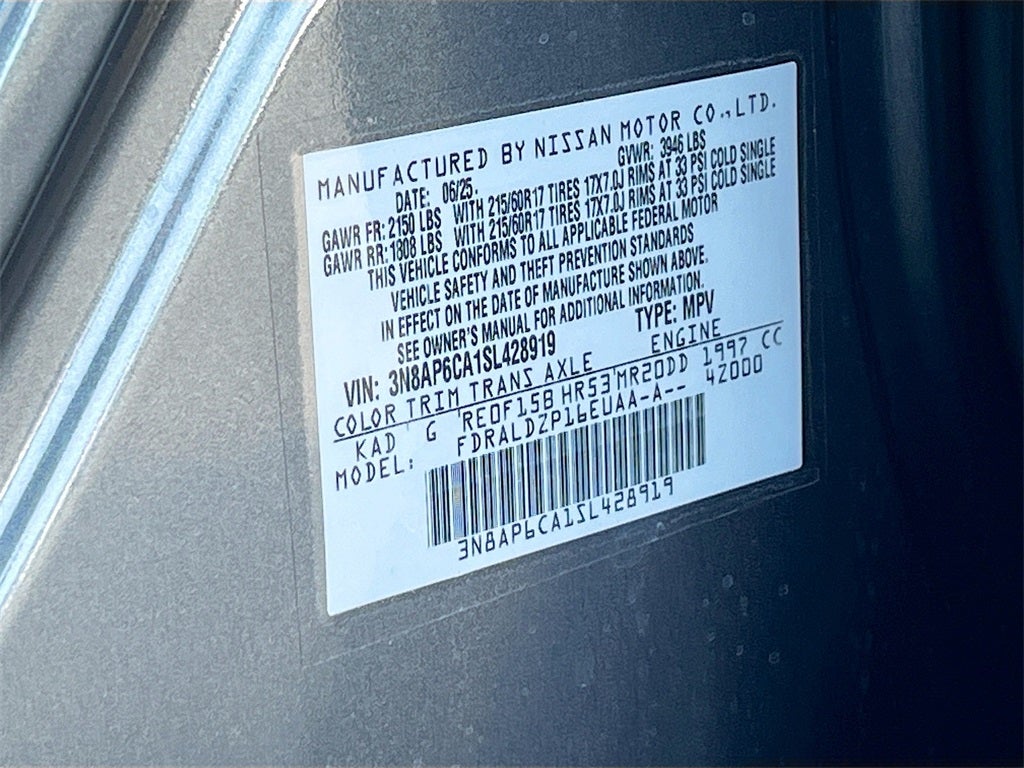 MANUFACTURED BY NISSAN MOTOR CO.,LTD.
DATE: 06/25. GVWR: 3946 LBS
GAWR FR: 2150 LBS WITH 215/60R17 TIRES 17X7.0J RIMS AT 33 PSI COLD SINGLE
GAWR RR: 1808 LBS WITH 215/60R17 TIRES 17X7.0J RIMS AT 33 PSI COLD SINGLE
THIS VEHICLE CONFORMS TO ALL APPLICABLE FEDERAL MOTOR
VEHICLE SAFETY AND THEFT PREVENTION STANDARDS
IN EFFECT ON THE DATE OF MANUFACTURE SHOWN ABOVE.
SEE OWNER'S MANUAL FOR ADDITIONAL INFORMATION.
VIN: 3N8AP6CA1SL428919 TYPE: MPV
COLOR TRIM TRANS AXLE ENGINE
KAD G RE0F15B HR53 MR20DD 1997 CC
MODEL: FDRALDZP16EUAA-A-- 42000
3N8AP6CA1SL428919